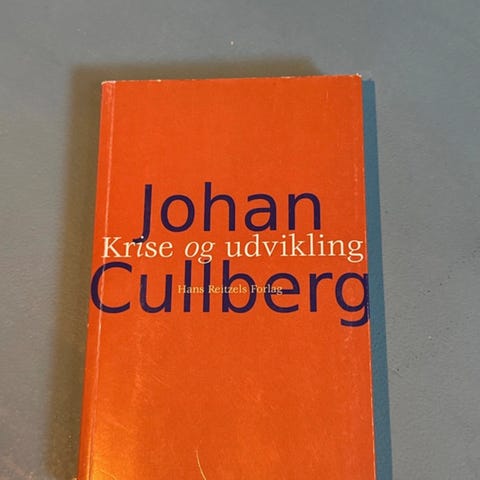 Johan
Krise og udvikling
Cullberg
Hans Reitzels Forlag